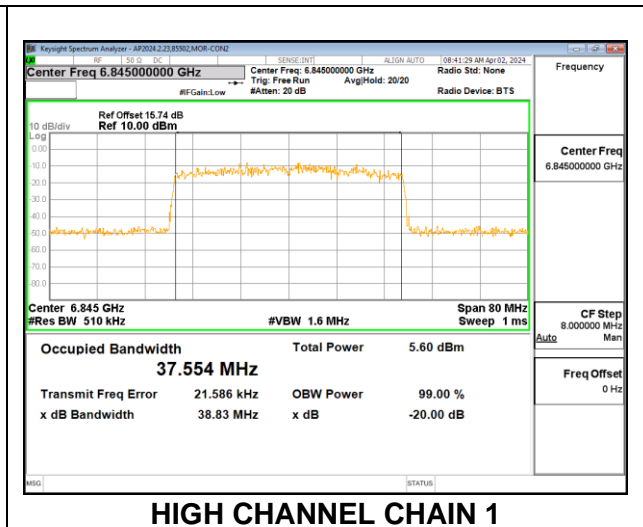 Keysight Spectrum Analyzer - AP2024.2.23,85502,MOR-CON2
RF 50 Ω DC SENSE:INT ALIGN AUTO 08:41:29 AM Apr 02, 2024
Center Freq 6.845000000 GHz
Center Freq: 6.845000000 GHz Radio Std: None
Trig: Free Run Avg|Hold: 20/20
#IFGain:Low #Atten: 20 dB Radio Device: BTS
Frequency
Ref Offset 15.74 dB
10 dB/div Ref 10.00 dBm
Log
0.00
-10.0
-20.0
-30.0
-40.0
-50.0
-60.0
-70.0
-80.0
Center Freq
6.845000000 GHz
Center 6.845 GHz Span 80 MHz
#Res BW 510 kHz #VBW 1.6 MHz Sweep 1 ms
CF Step
8.000000 MHz
Auto Man
Occupied Bandwidth Total Power 5.60 dBm
37.554 MHz
Transmit Freq Error 21.586 kHz OBW Power 99.00 %
x dB Bandwidth 38.83 MHz x dB -20.00 dB
Freq Offset
0 Hz
MSG STATUS
HIGH CHANNEL CHAIN 1